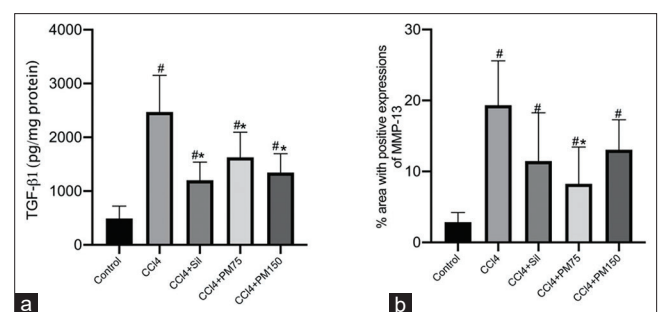 4000
3000
2000
1000
0
TGF-β1 (pg/mg protein)
#
#*
#*
#*
Control
CCl4
CCl4+Sil
CCl4+PM75
CCl4+PM150
a
30
20
10
0
% area with positive expressions
of MMP-13
#
#
#*
#
Control
CCl4
CCl4+Sil
CCl4+PM75
CCl4+PM150
b